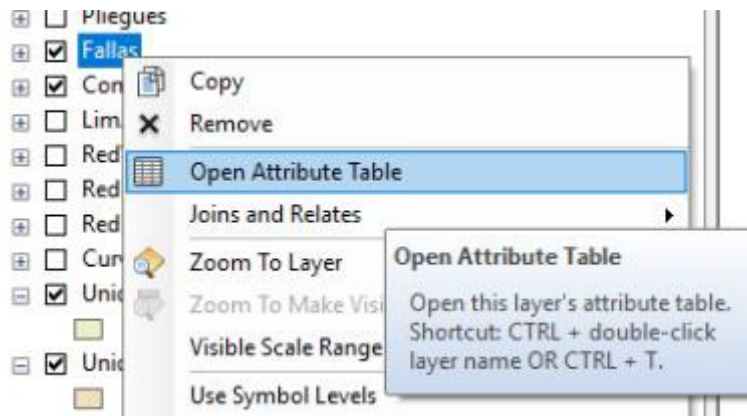 Pliegues
Fallas
Con
Copy
Lim.
Remove
Red
Open Attribute Table
Red
Joins and Relates
Red
Cur
Zoom To Layer
Open Attribute Table
Unid
Zoom To Make Visi
Open this layer's attribute table.
Shortcut: CTRL + double-click
Visible Scale Range
layer name OR CTRL + T.
Unid
Use Symbol Levels